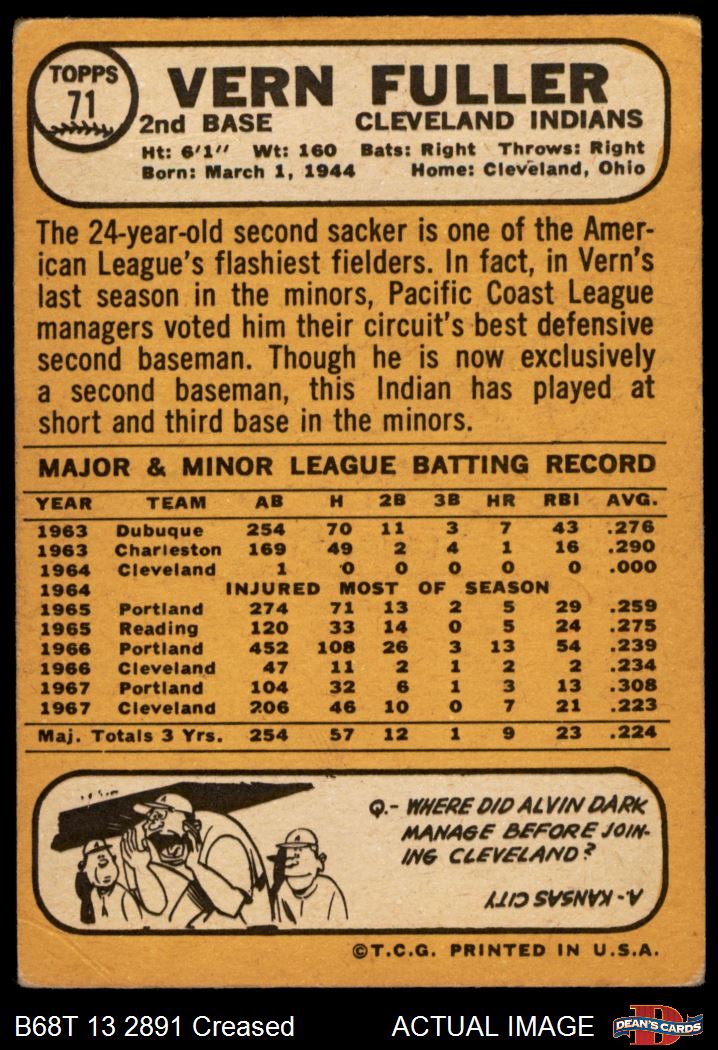 TOPPS
71
VERN FULLER
2nd BASE CLEVELAND INDIANS
Ht: 6'1" Wt: 160 Bats: Right Throws: Right
Born: March 1, 1944 Home: Cleveland, Ohio
The 24-year-old second sacker is one of the Amer-
ican League's flashiest fielders. In fact, in Vern's
last season in the minors, Pacific Coast League
managers voted him their circuit's best defensive
second baseman. Though he is now exclusively
a second baseman, this Indian has played at
short and third base in the minors.
MAJOR & MINOR LEAGUE BATTING RECORD
YEAR TEAM AB H 2B 3B HR RBI AVG.
1963 Dubuque 254 70 11 3 7 43 .276
1963 Charleston 169 49 2 4 1 16 .290
1964 Cleveland 1 0 0 0 0 0 .000
1964 INJURED MOST OF SEASON
1965 Portland 274 71 13 2 5 29 .259
1965 Reading 120 33 14 0 5 24 .275
1966 Portland 452 108 26 3 13 54 .239
1966 Cleveland 47 11 2 1 2 2 .234
1967 Portland 104 32 6 1 3 13 .308
1967 Cleveland 206 46 10 0 7 21 .223
Maj. Totals 3 Yrs. 254 57 12 1 9 23 .224
Q.- WHERE DID ALVIN DARK
MANAGE BEFORE JOIN-
ING CLEVELAND?
A- KANSAS CITY
©T.C.G. PRINTED IN U.S.A.
B68T 13 2891 Creased ACTUAL IMAGE DEAN'S CARDS